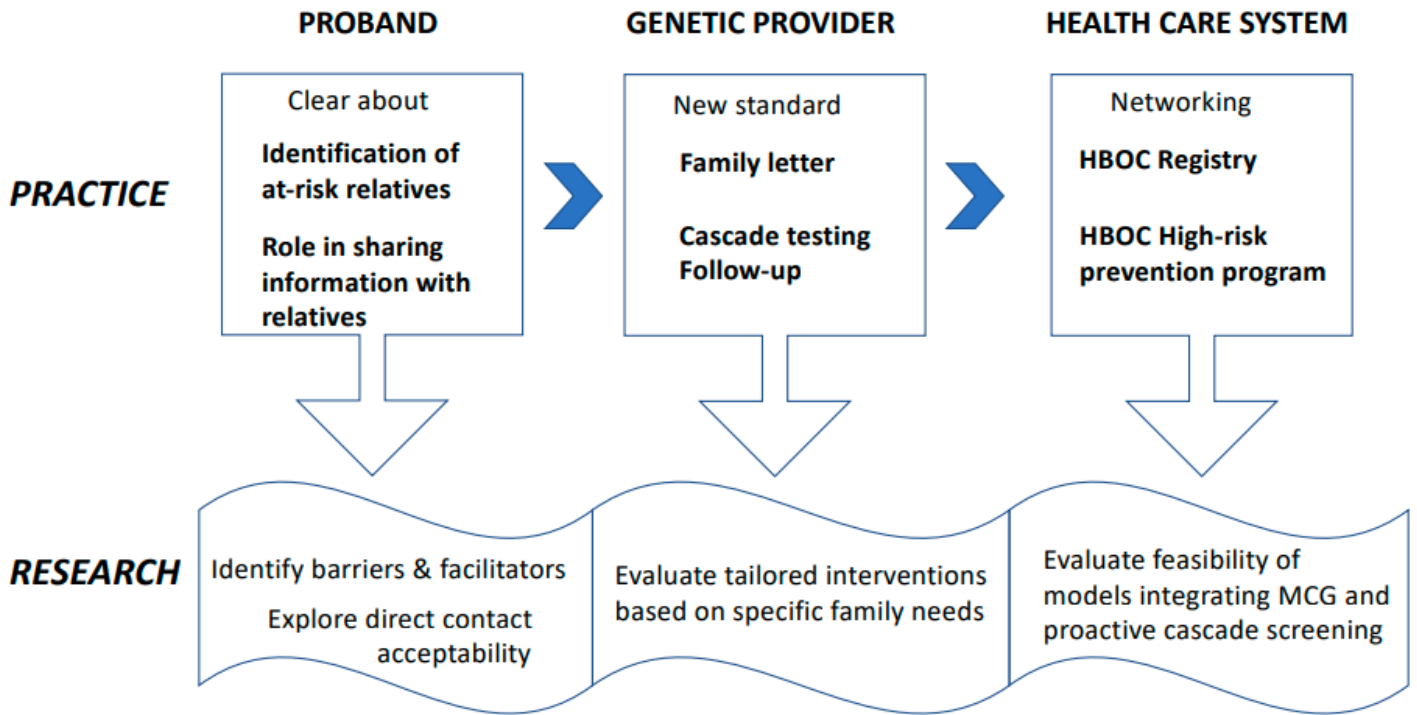 PROBAND
GENETIC PROVIDER
HEALTH CARE SYSTEM
PRACTICE
Clear about
Identification of
at-risk relatives
Role in sharing
information with
relatives
New standard
Family letter
Cascade testing
Follow-up
Networking
HBOC Registry
HBOC High-risk
prevention program
RESEARCH
Identify barriers & facilitators
Explore direct contact
acceptability
Evaluate tailored interventions
based on specific family needs
Evaluate feasibility of
models integrating MCG and
proactive cascade screening